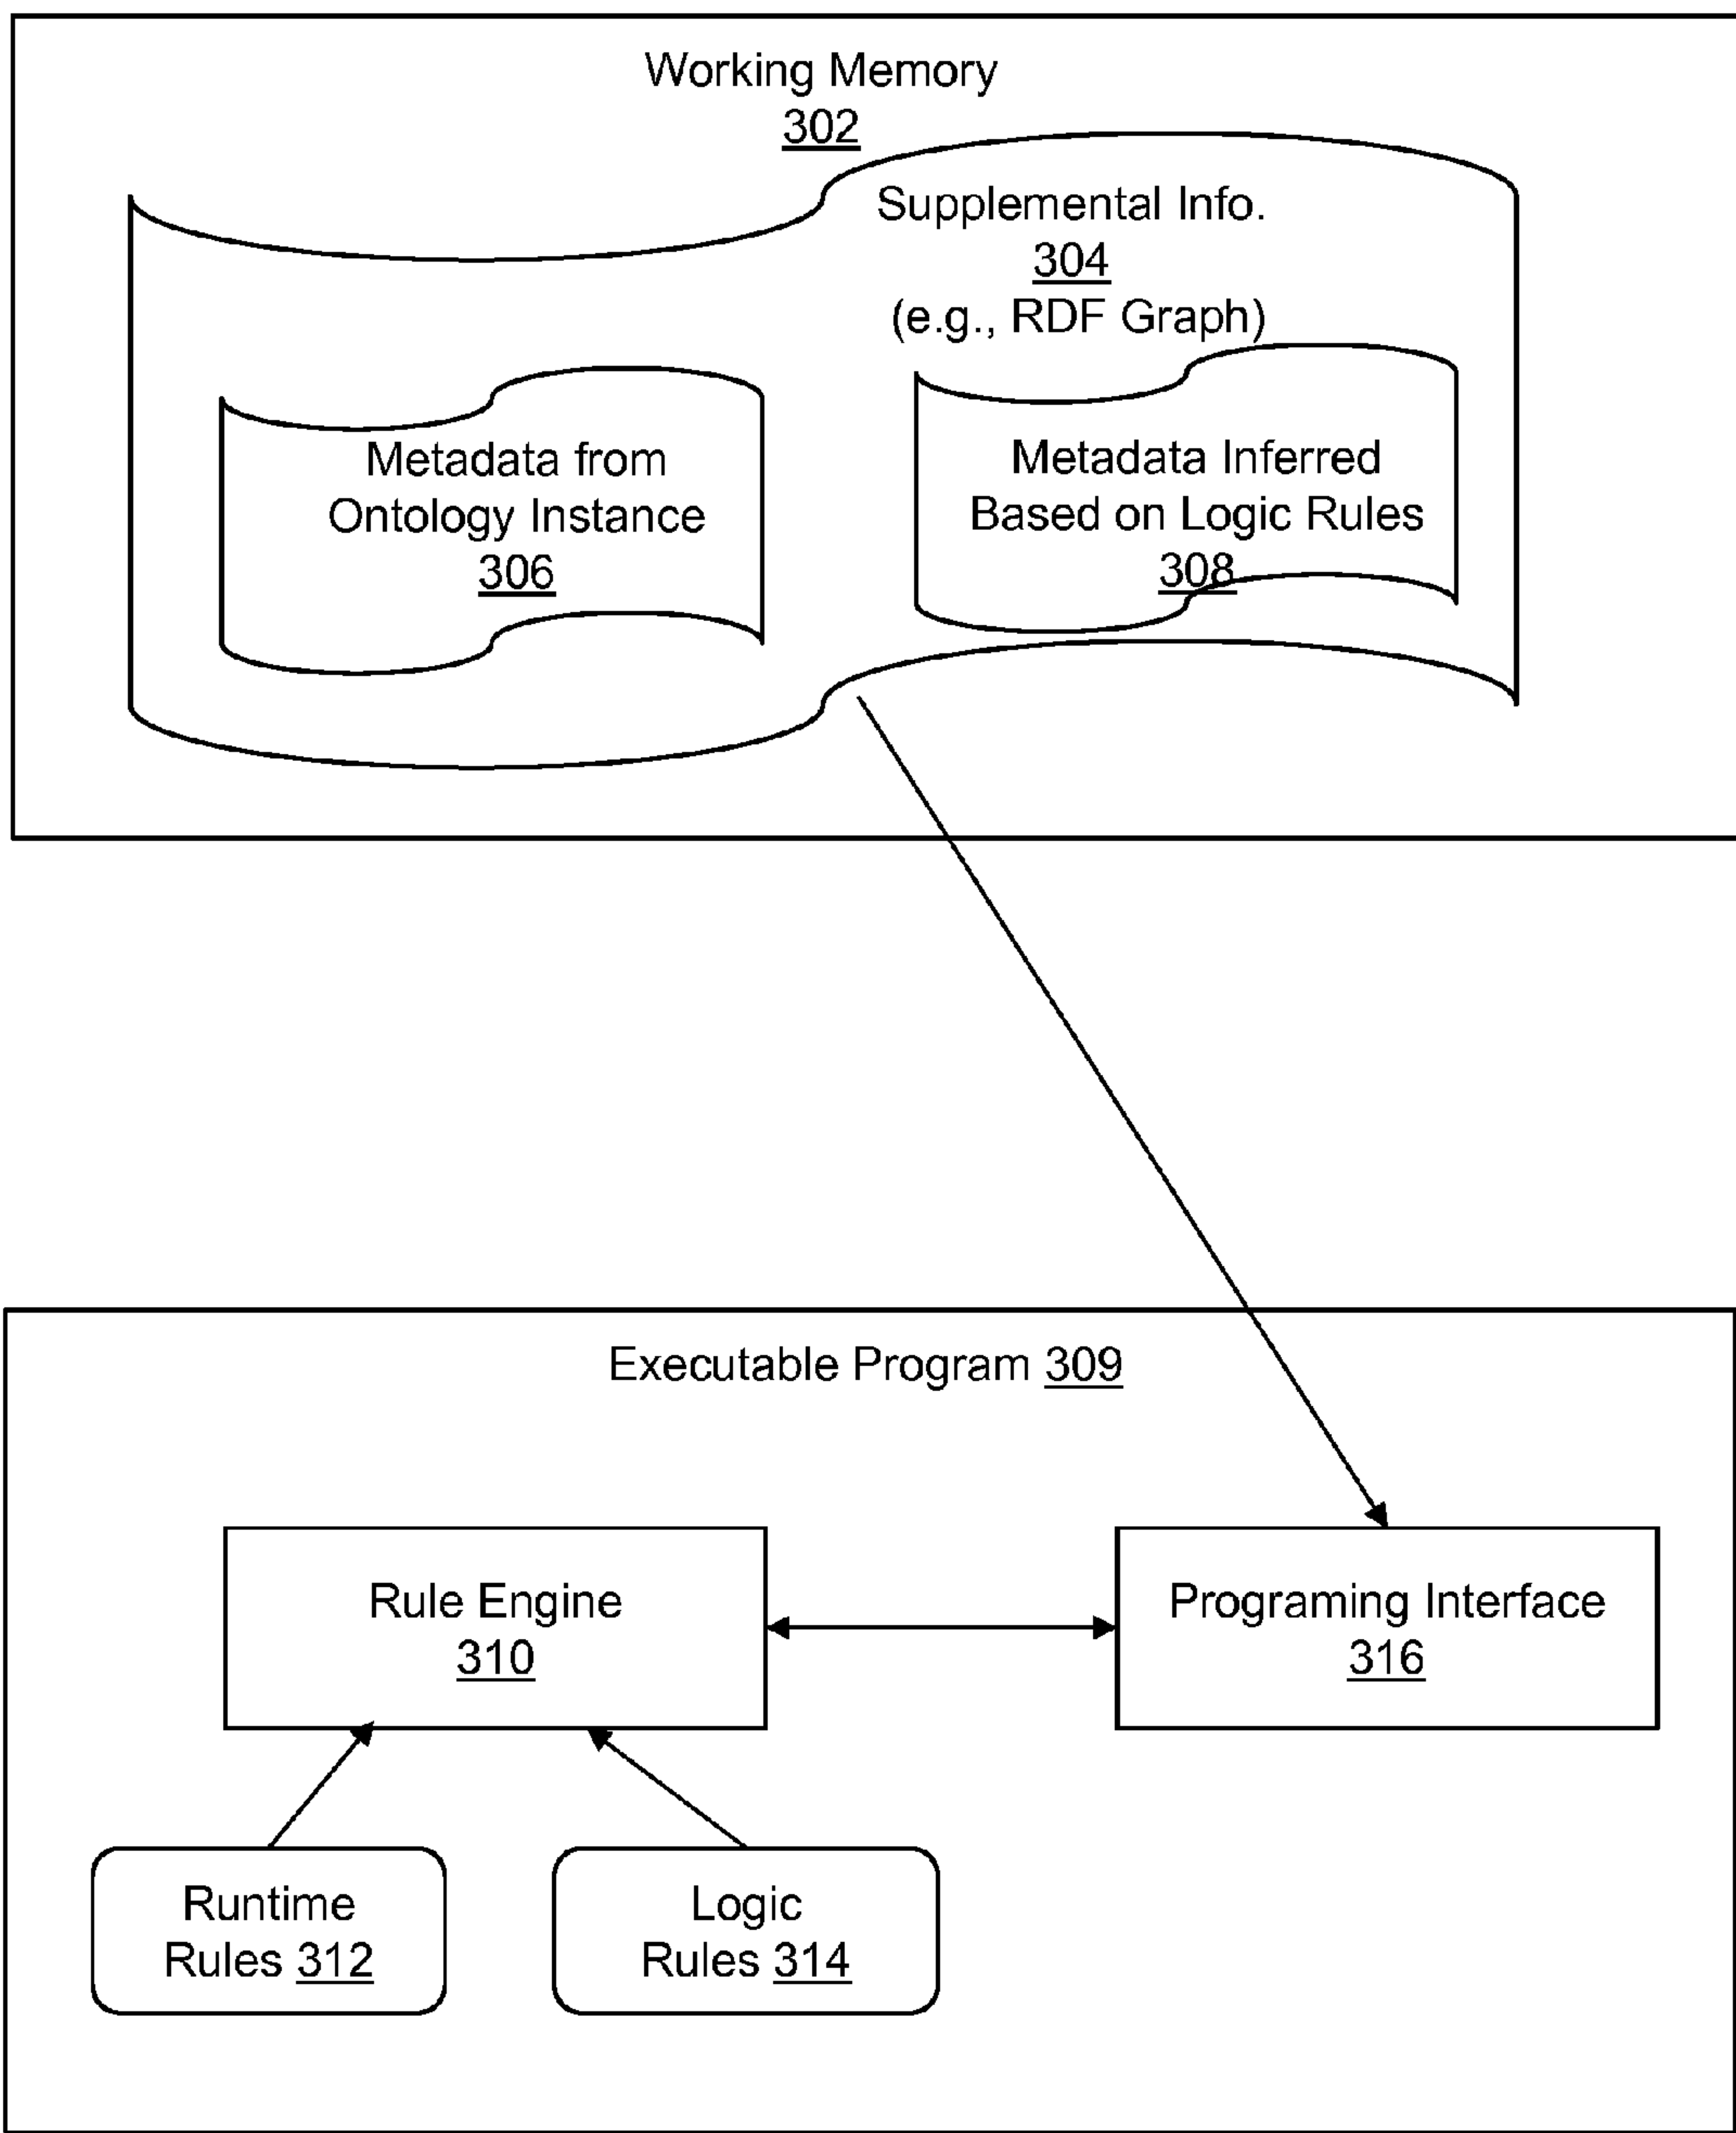 Working Memory
302
Supplemental Info.
304
(e.g., RDF Graph)
Metadata from
Ontology Instance
306
Metadata Inferred
Based on Logic Rules
308
Executable Program 309
Rule Engine
310
Programing Interface
316
Runtime
Rules 312
Logic
Rules 314